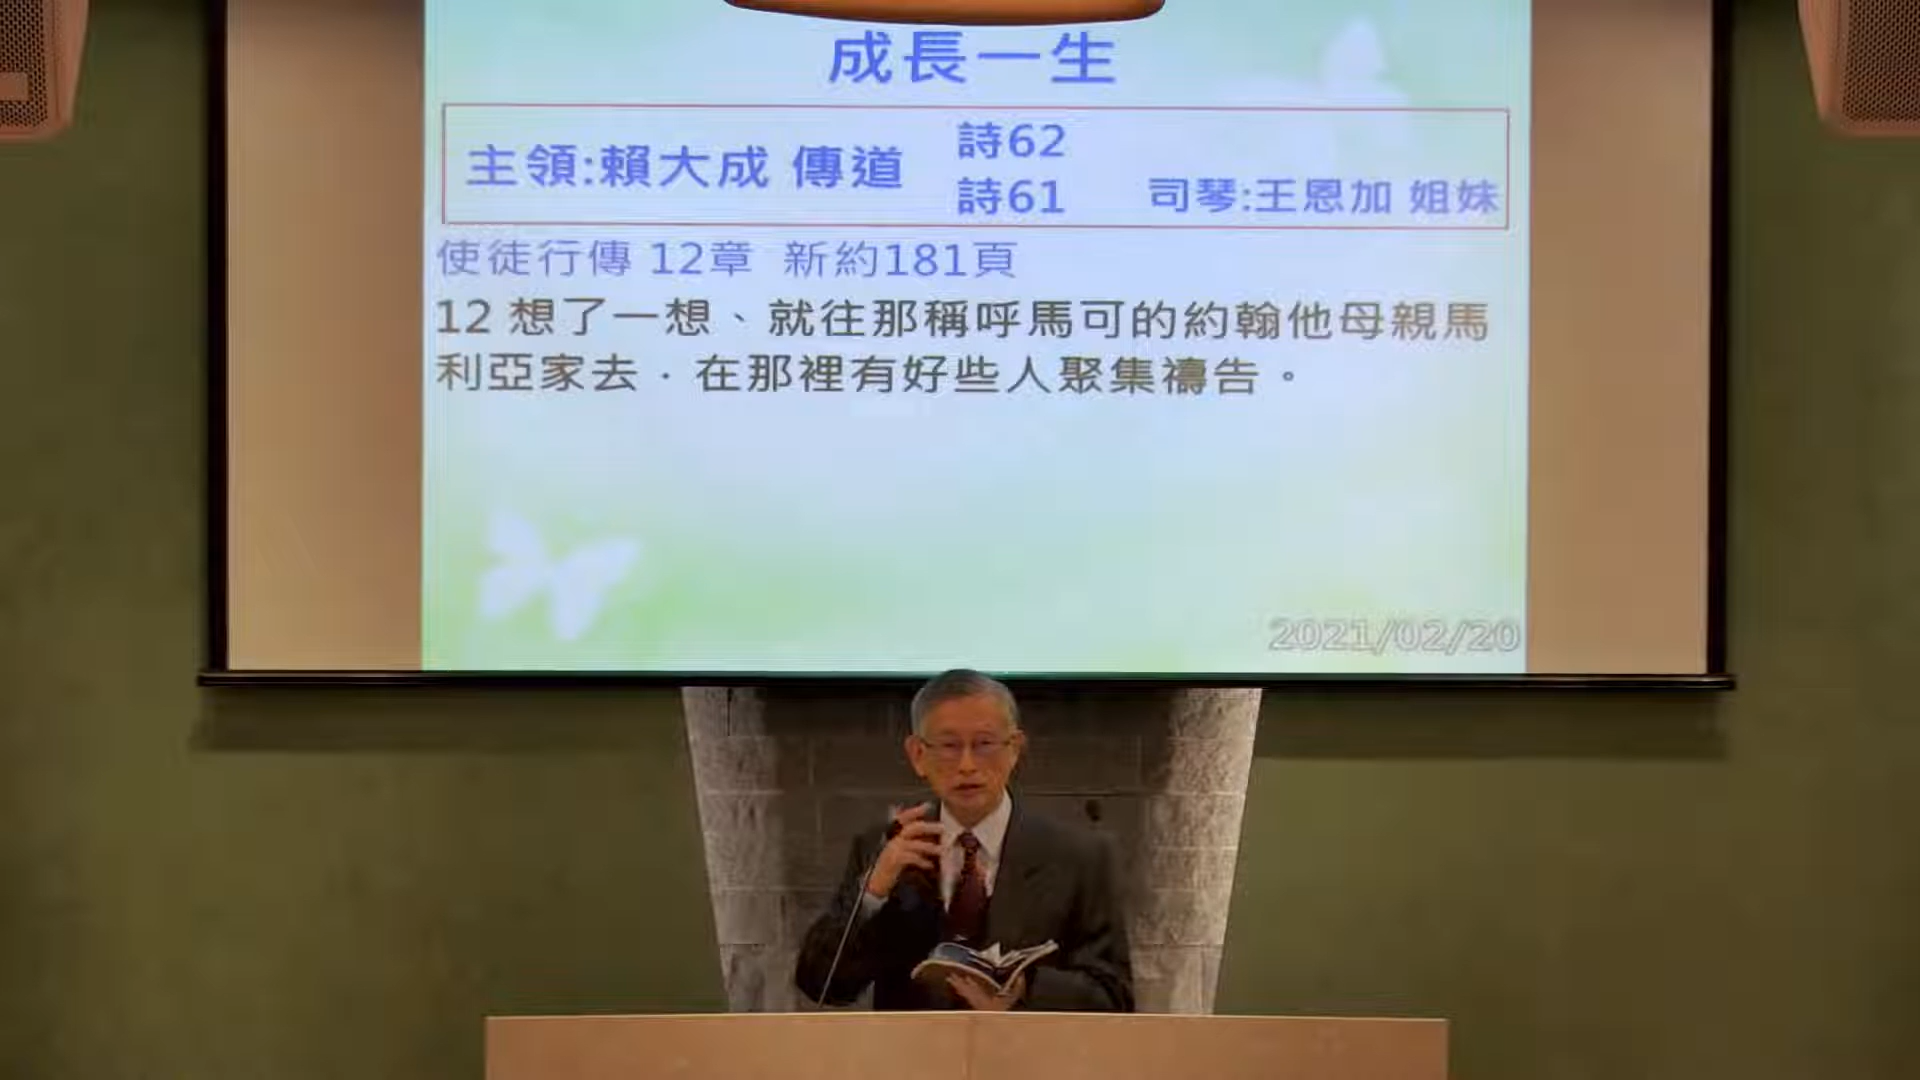 成長一生
主領:賴大成 傳道
詩62
詩61
司琴:王恩加 姐妹
使徒行傳 12章 新約181頁
12 想了一想、就往那稱呼馬可的約翰他母親馬
利亞家去．在那裡有好些人聚集禱告。
2021/02/20